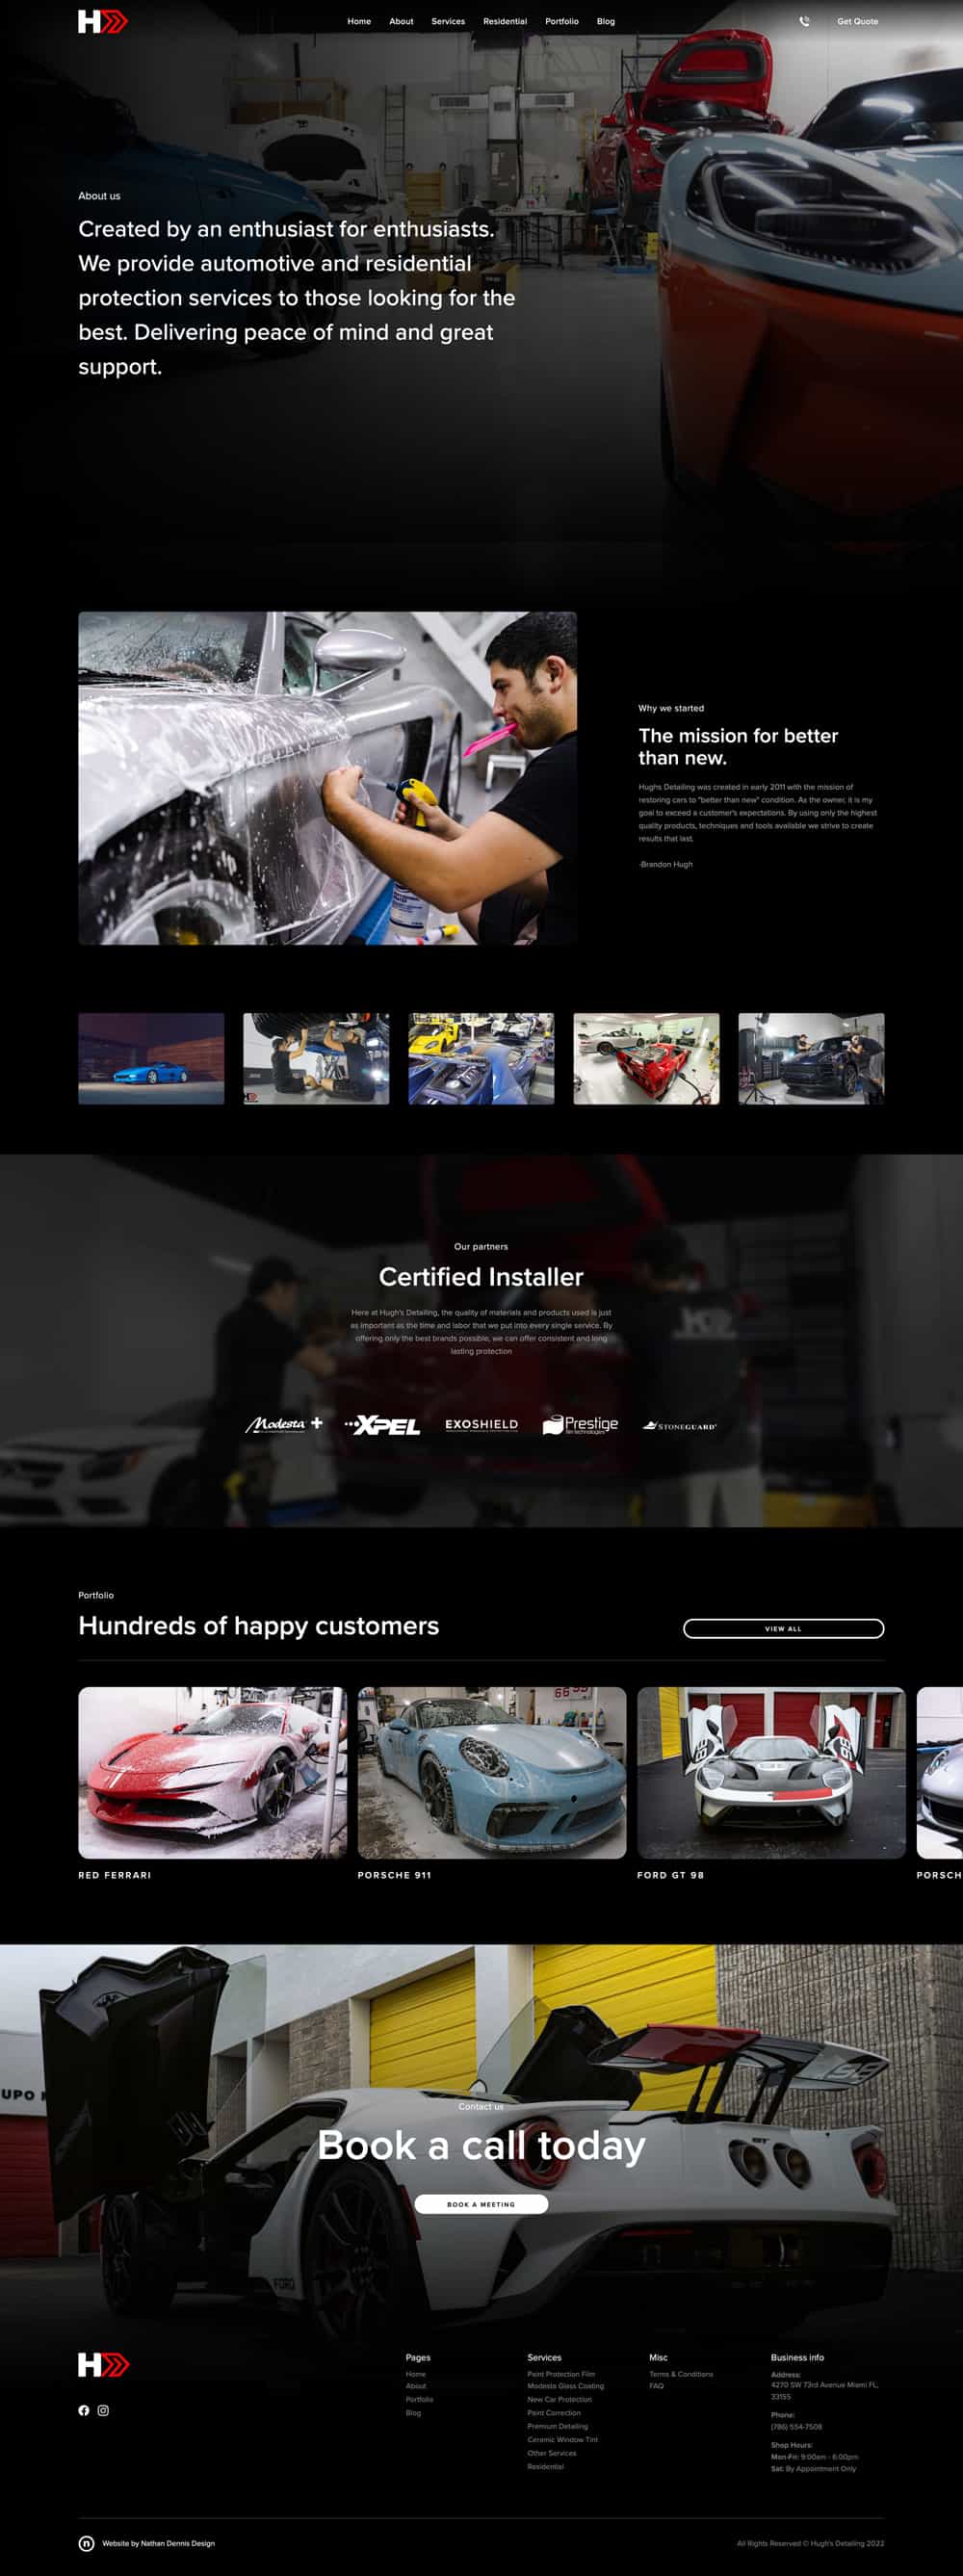 Home About Services Residential Portfolio Blog
Get Quote
About us
Created by an enthusiast for enthusiasts.
We provide automotive and residential
protection services to those looking for the
best. Delivering peace of mind and great
support.
Why we started
The mission for better
than new.
Hughs Detailing was created in early 2011 with the mission of
restoring cars to "better than new" condition. As the owner, it is my
goal to exceed a customer's expectations. By using only the highest
quality products, techniques and tools available we strive to create
results that last.
-Brandon Hugh
Our partners
Certified Installer
Here at Hugh's Detailing, the quality of materials and products used is just
as important as the time and labor that we put into every single service. By
offering only the best brands possible, we can offer consistent and long
lasting protection
Modesta
XPEL
EXOSHIELD
Prestige
film technologies
STONEGUARD
Portfolio
Hundreds of happy customers
VIEW ALL
RED FERRARI
PORSCHE 911
FORD GT 98
PORSCH
UPO
Contact us
Book a call today
BOOK A MEETING
FORD
GT
H
Pages
Home
About
Portfolio
Blog
Services
Paint Protection Film
Modesta Glass Coating
New Car Protection
Paint Correction
Premium Detailing
Ceramic Window Tint
Other Services
Residential
Misc
Terms & Conditions
FAQ
Business info
Address:
4270 SW 73rd Avenue Miami FL,
33155
Phone:
(786) 554-7508
Shop Hours:
Mon-Fri: 9:00am - 6:00pm
Sat: By Appointment Only
Website by Nathan Dennis Design
All Rights Reserved © Hugh's Detailing 2022